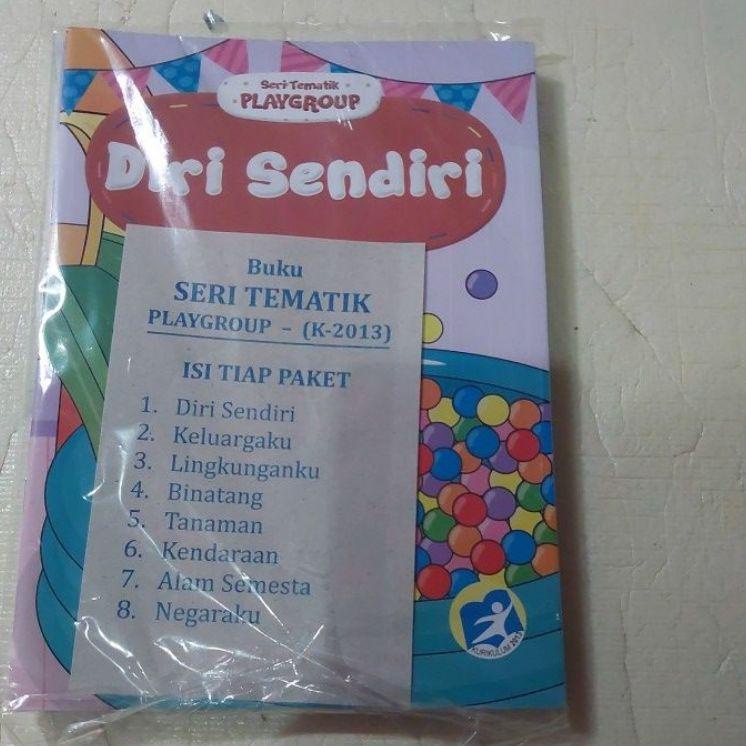 Seri Tematik
PLAYGROUP
Diri Sendiri
Buku
SERI TEMATIK
PLAYGROUP – (K-2013)
ISI TIAP PAKET
1. Diri Sendiri
2. Keluargaku
3. Lingkunganku
4. Binatang
5. Tanaman
6. Kendaraan
7. Alam Semesta
8. Negaraku
KURIKULUM 2013